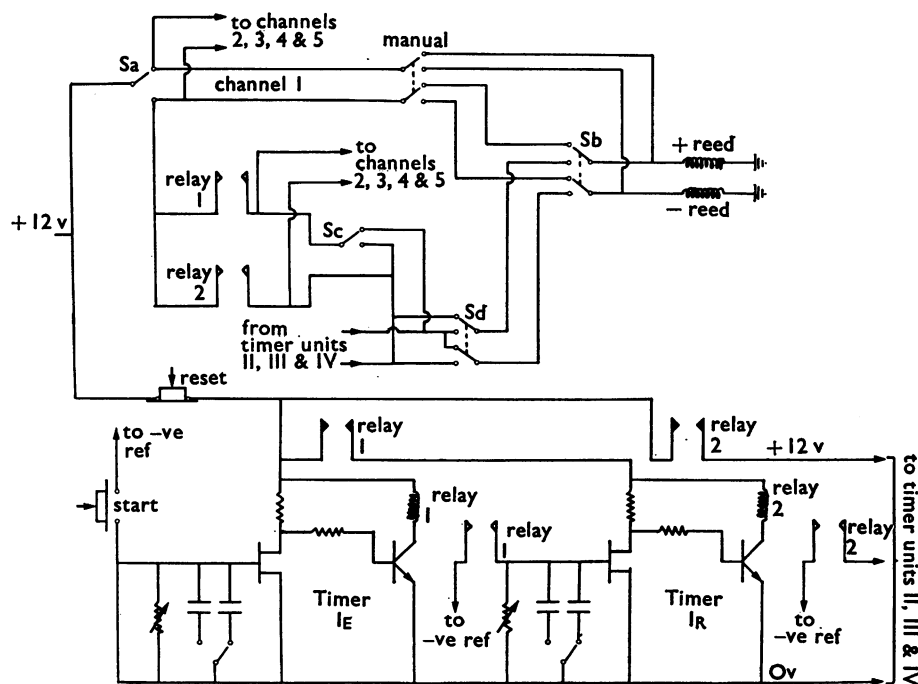 to channels
2, 3, 4 & 5
manual
Sa
channel 1
to
channels
2, 3, 4 & 5
Sb
+ reed
− reed
relay
1
Sc
+12 v
relay
2
Sd
from
timer units
II, III & IV
reset
to −ve
ref
relay
1
relay
2
+12 v
start
relay
1
relay
2
relay
1
relay
2
Timer
IE
to
−ve ref
Timer
IR
to
−ve ref
Ov
to timer units II, III & IV